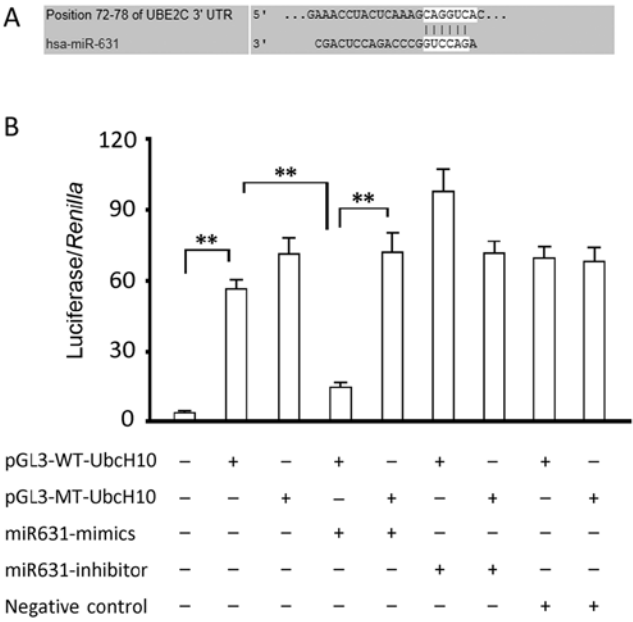 A
Position 72-78 of UBE2C 3' UTR 5' ...GAAACCUACUCAAAGCAGGUCAC...
hsa-miR-631 3' CGACUCCAGACCCGGUCCAGA
B
120
90
60
30
0
Luciferase/Renilla
**
**
**
pGL3-WT-UbcH10 − + − + − + − + −
pGL3-MT-UbcH10 − − + − + − + − +
miR631-mimics − − − + + − − − −
miR631-inhibitor − − − − − + + − −
Negative control − − − − − − − + +